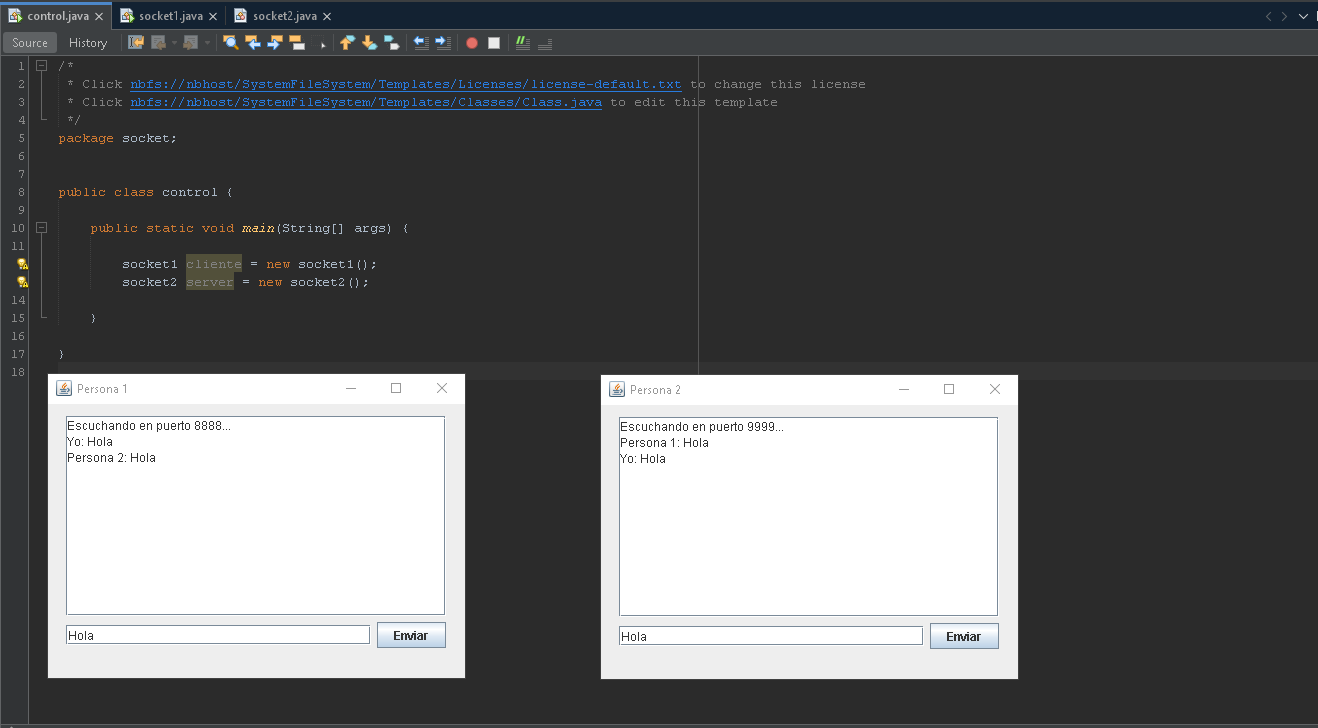 control.java
socket1.java
socket2.java
Source
History
1 /*
2 * Click nbfs://nbhost/SystemFileSystem/Templates/Licenses/license-default.txt to change this license
3 * Click nbfs://nbhost/SystemFileSystem/Templates/Classes/Class.java to edit this template
4 */
5 package socket;
6
7
8 public class control {
9
10 public static void main(String[] args) {
11
socket1 cliente = new socket1();
socket2 server = new socket2();
14
15 }
16
17 }
18
Persona 1
Escuchando en puerto 8888...
Yo: Hola
Persona 2: Hola
Hola
Enviar
Persona 2
Escuchando en puerto 9999...
Persona 1: Hola
Yo: Hola
Hola
Enviar